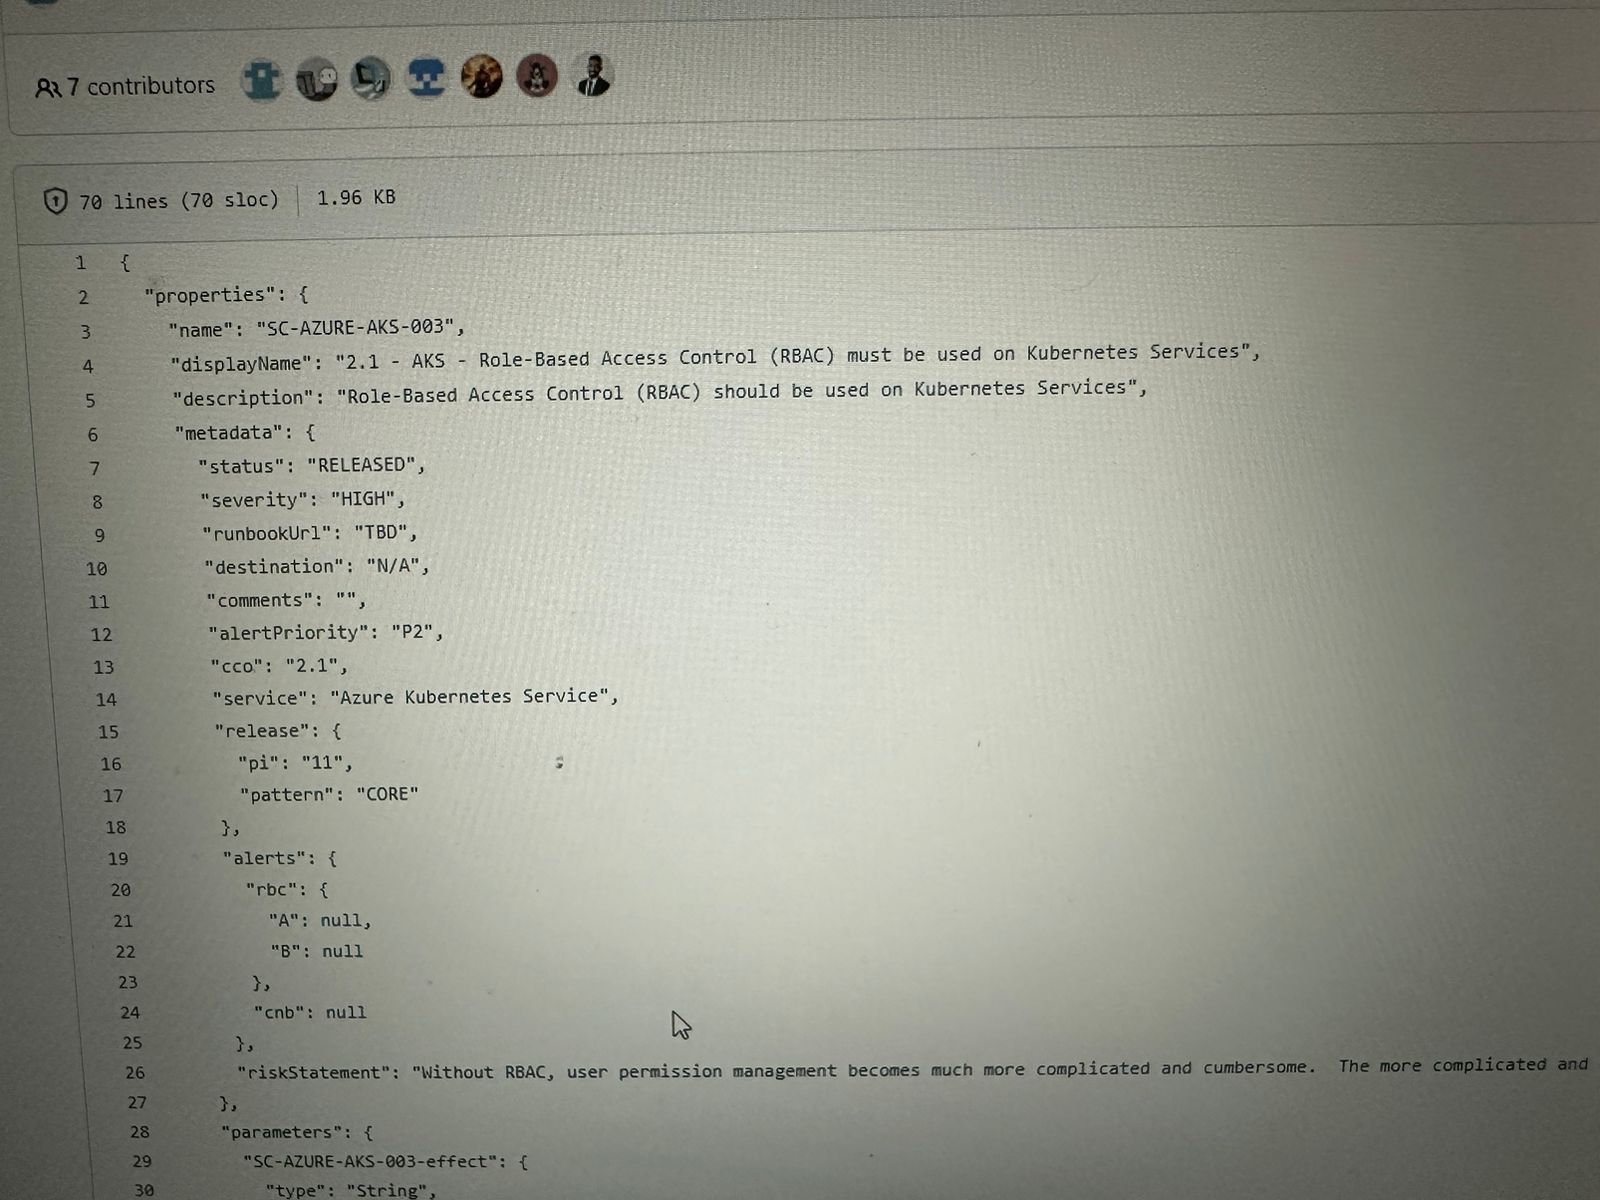 7 contributors
70 lines (70 sloc) 1.96 KB
1 {
2 "properties": {
3 "name": "SC-AZURE-AKS-003",
4 "displayName": "2.1 - AKS - Role-Based Access Control (RBAC) must be used on Kubernetes Services",
5 "description": "Role-Based Access Control (RBAC) should be used on Kubernetes Services",
6 "metadata": {
7 "status": "RELEASED",
8 "severity": "HIGH",
9 "runbookUrl": "TBD",
10 "destination": "N/A",
11 "comments": "",
12 "alertPriority": "P2",
13 "cco": "2.1",
14 "service": "Azure Kubernetes Service",
15 "release": {
16 "pi": "11",
17 "pattern": "CORE"
18 },
19 "alerts": {
20 "rbc": {
21 "A": null,
22 "B": null
23 },
24 "cnb": null
25 },
26 "riskStatement": "Without RBAC, user permission management becomes much more complicated and cumbersome.  The more complicated and
27 },
28 "parameters": {
29 "SC-AZURE-AKS-003-effect": {
30 "type": "String",